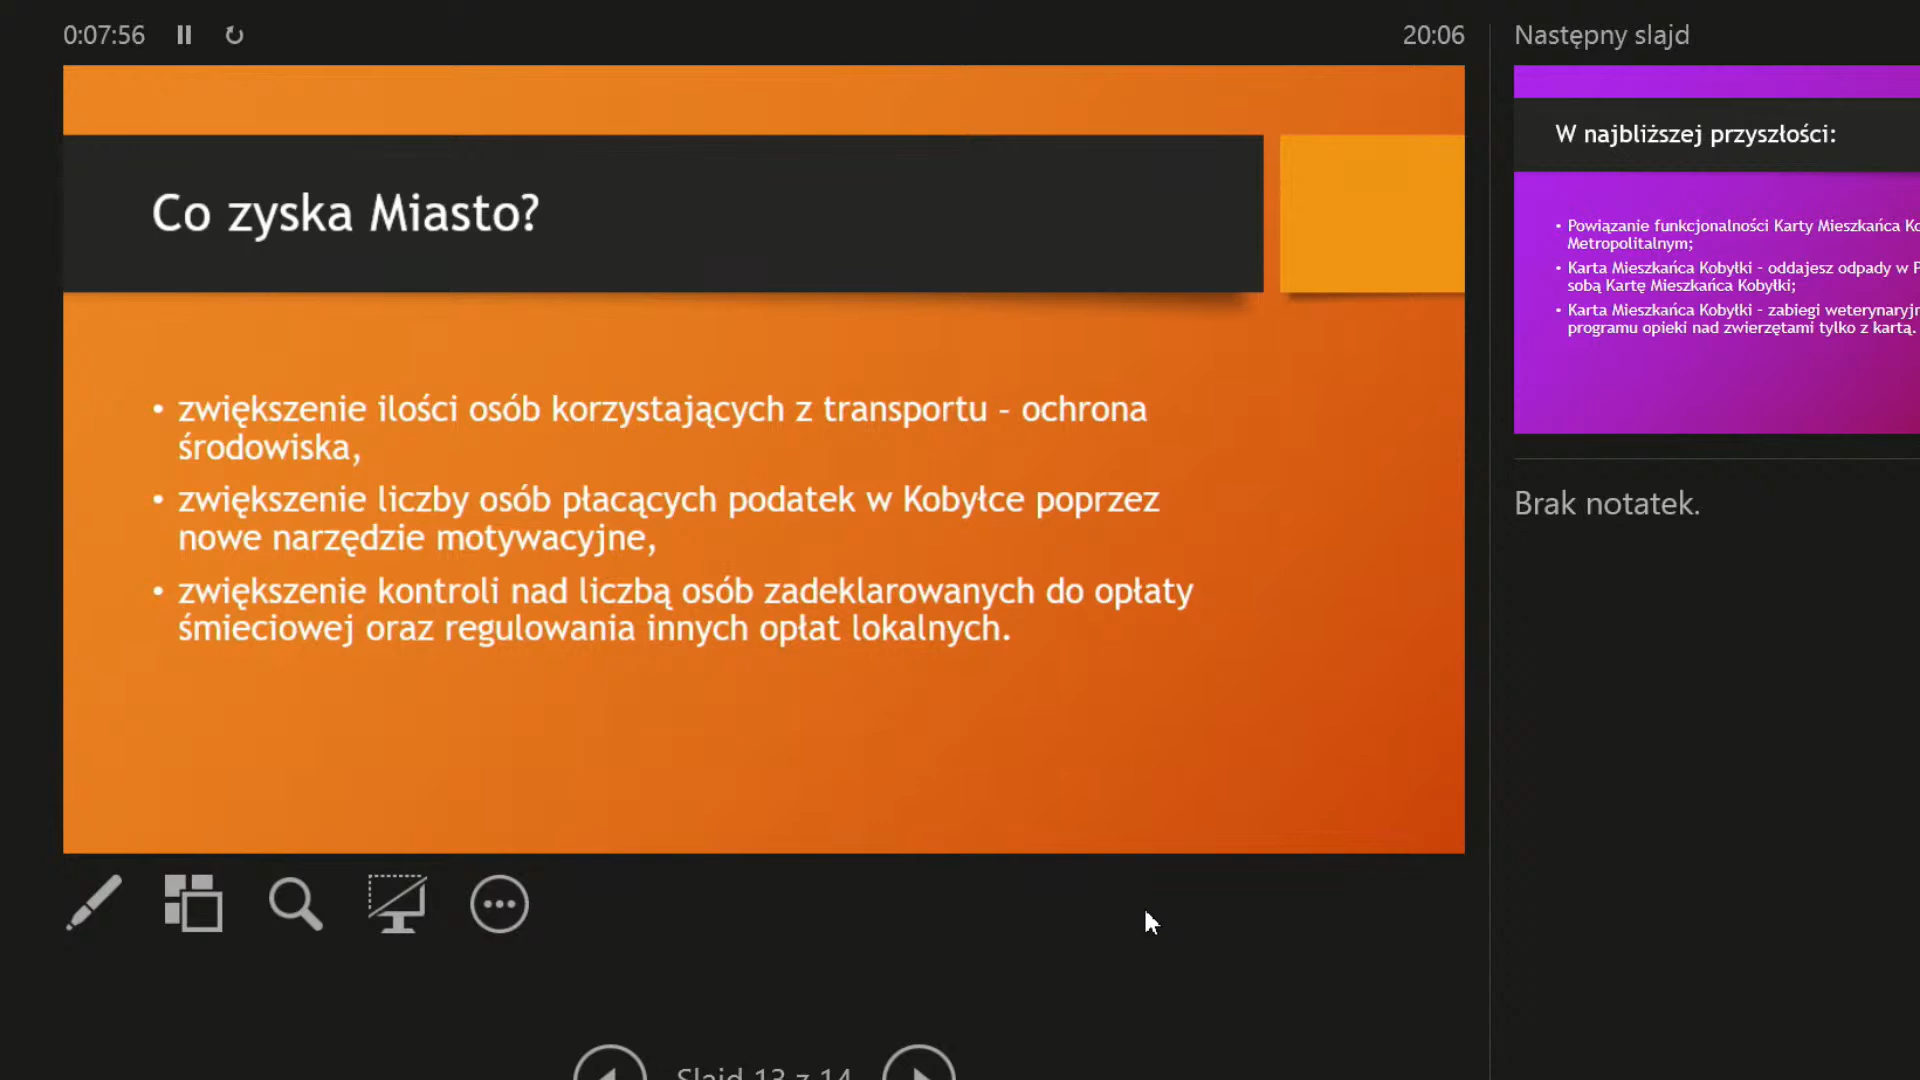 0:07:56
20:06
Następny slajd
Co zyska Miasto?
• zwiększenie ilości osób korzystających z transportu – ochrona
środowiska,
• zwiększenie liczby osób płacących podatek w Kobyłce poprzez
nowe narzędzie motywacyjne,
• zwiększenie kontroli nad liczbą osób zadeklarowanych do opłaty
śmieciowej oraz regulowania innych opłat lokalnych.
W najbliższej przyszłości:
• Powiązanie funkcjonalności Karty Mieszkańca
Metropolitalnym;
• Karta Mieszkańca Kobyłki – oddajesz odpady w
sobą Kartę Mieszkańca Kobyłki;
• Karta Mieszkańca Kobyłki – zabiegi
programu opieki nad zwierzętami tylko z kartą.
Brak notatek.
Slajd 13 z 14